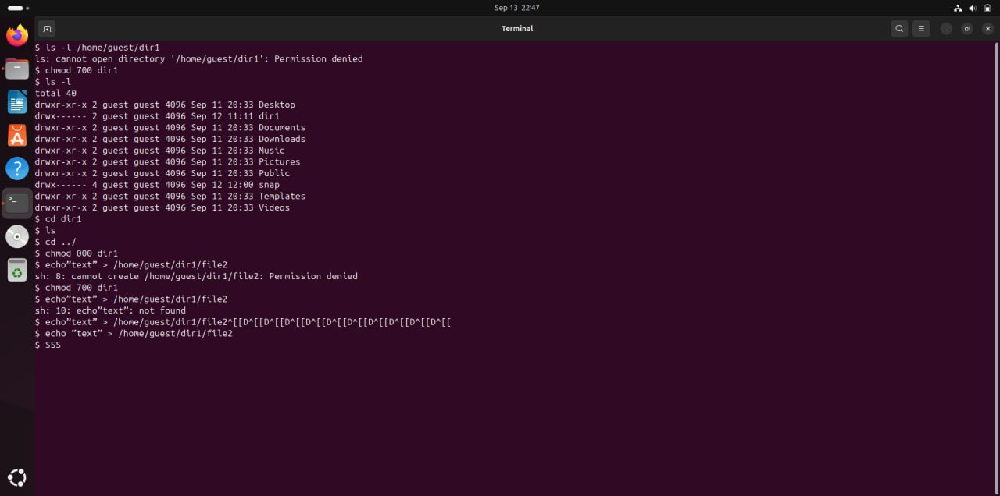 Sep 13 22:47
Terminal
$ ls -l /home/guest/dir1
ls: cannot open directory '/home/guest/dir1': Permission denied
$ chmod 700 dir1
$ ls -l
total 40
drwxr-xr-x 2 guest guest 4096 Sep 11 20:33 Desktop
drwx------ 2 guest guest 4096 Sep 12 11:11 dir1
drwxr-xr-x 2 guest guest 4096 Sep 11 20:33 Documents
drwxr-xr-x 2 guest guest 4096 Sep 11 20:33 Downloads
drwxr-xr-x 2 guest guest 4096 Sep 11 20:33 Music
drwxr-xr-x 2 guest guest 4096 Sep 11 20:33 Pictures
drwxr-xr-x 2 guest guest 4096 Sep 11 20:33 Public
drwx------ 4 guest guest 4096 Sep 12 12:00 snap
drwxr-xr-x 2 guest guest 4096 Sep 11 20:33 Templates
drwxr-xr-x 2 guest guest 4096 Sep 11 20:33 Videos
$ cd dir1
$ ls
$ cd ../
$ chmod 000 dir1
$ echo”text” > /home/guest/dir1/file2
sh: 8: cannot create /home/guest/dir1/file2: Permission denied
$ chmod 700 dir1
$ echo”text” > /home/guest/dir1/file2
sh: 10: echo”text”: not found
$ echo”text” > /home/guest/dir1/file2^[[D^[[D^[[D^[[D^[[D^[[D^[[D^[[D^[[D^[[D^[[
$ echo ”text” > /home/guest/dir1/file2
$ SSS